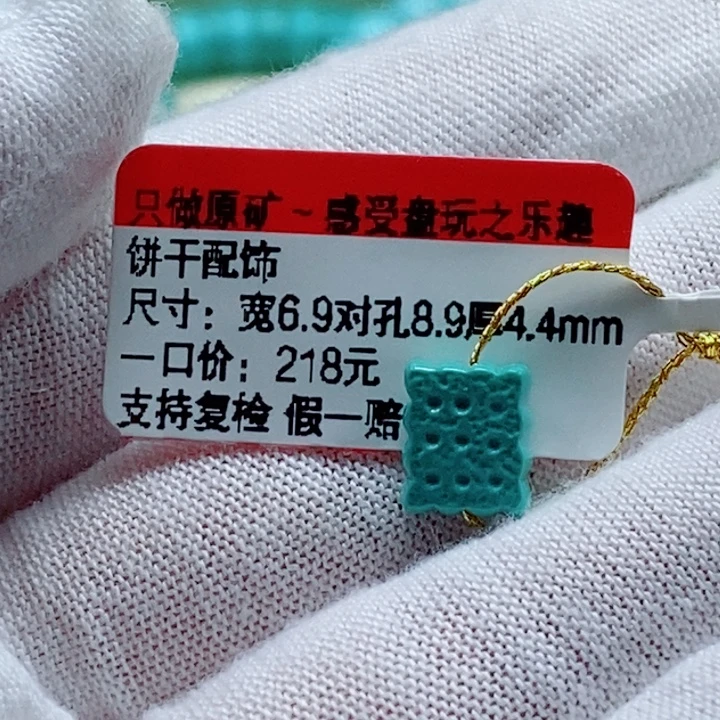 只做原矿~感受盘玩之乐趣
饼干配饰
尺寸：宽6.9对孔8.9厚4.4mm
一口价：218元
支持复检 假一赔